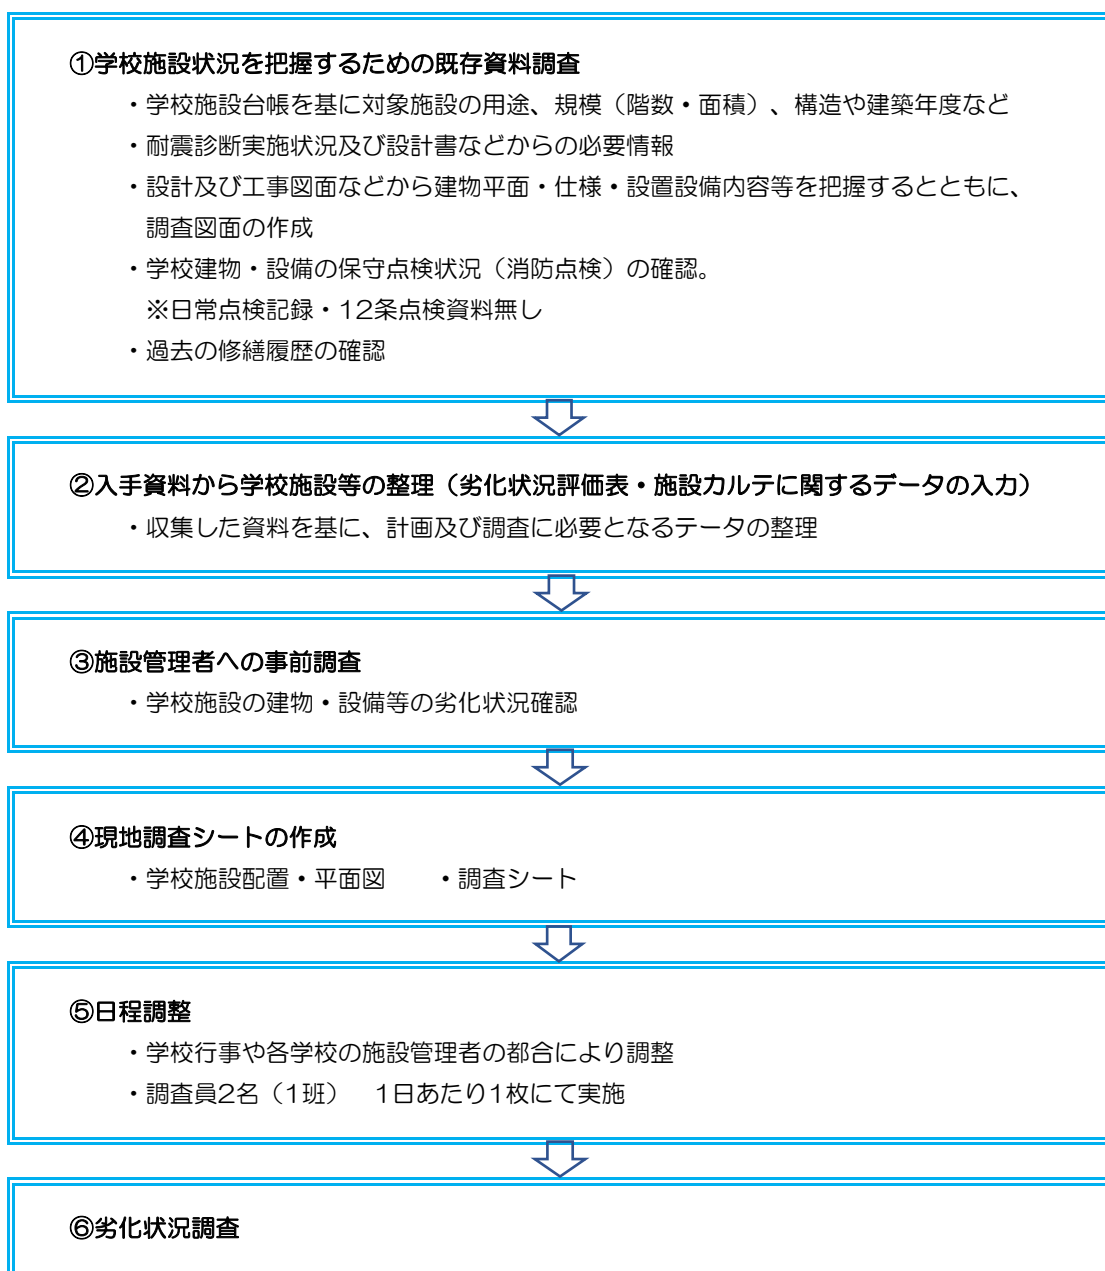 ①学校施設状況を把握するための既存資料調査
・学校施設台帳を基に対象施設の用途、規模（階数・面積）、構造や建築年度など
・耐震診断実施状況及び設計書などからの必要情報
・設計及び工事図面などから建物平面・仕様・設置設備内容等を把握するとともに、
調査図面の作成
・学校建物・設備の保守点検状況（消防点検）の確認。
※日常点検記録・12条点検資料無し
・過去の修繕履歴の確認
②入手資料から学校施設等の整理（劣化状況評価表・施設カルテに関するデータの入力）
・収集した資料を基に、計画及び調査に必要となるテータの整理
③施設管理者への事前調査
・学校施設の建物・設備等の劣化状況確認
④現地調査シートの作成
・学校施設配置・平面図　　・調査シート
⑤日程調整
・学校行事や各学校の施設管理者の都合により調整
・調査員2名（1班）　1日あたり1枚にて実施
⑥劣化状況調査